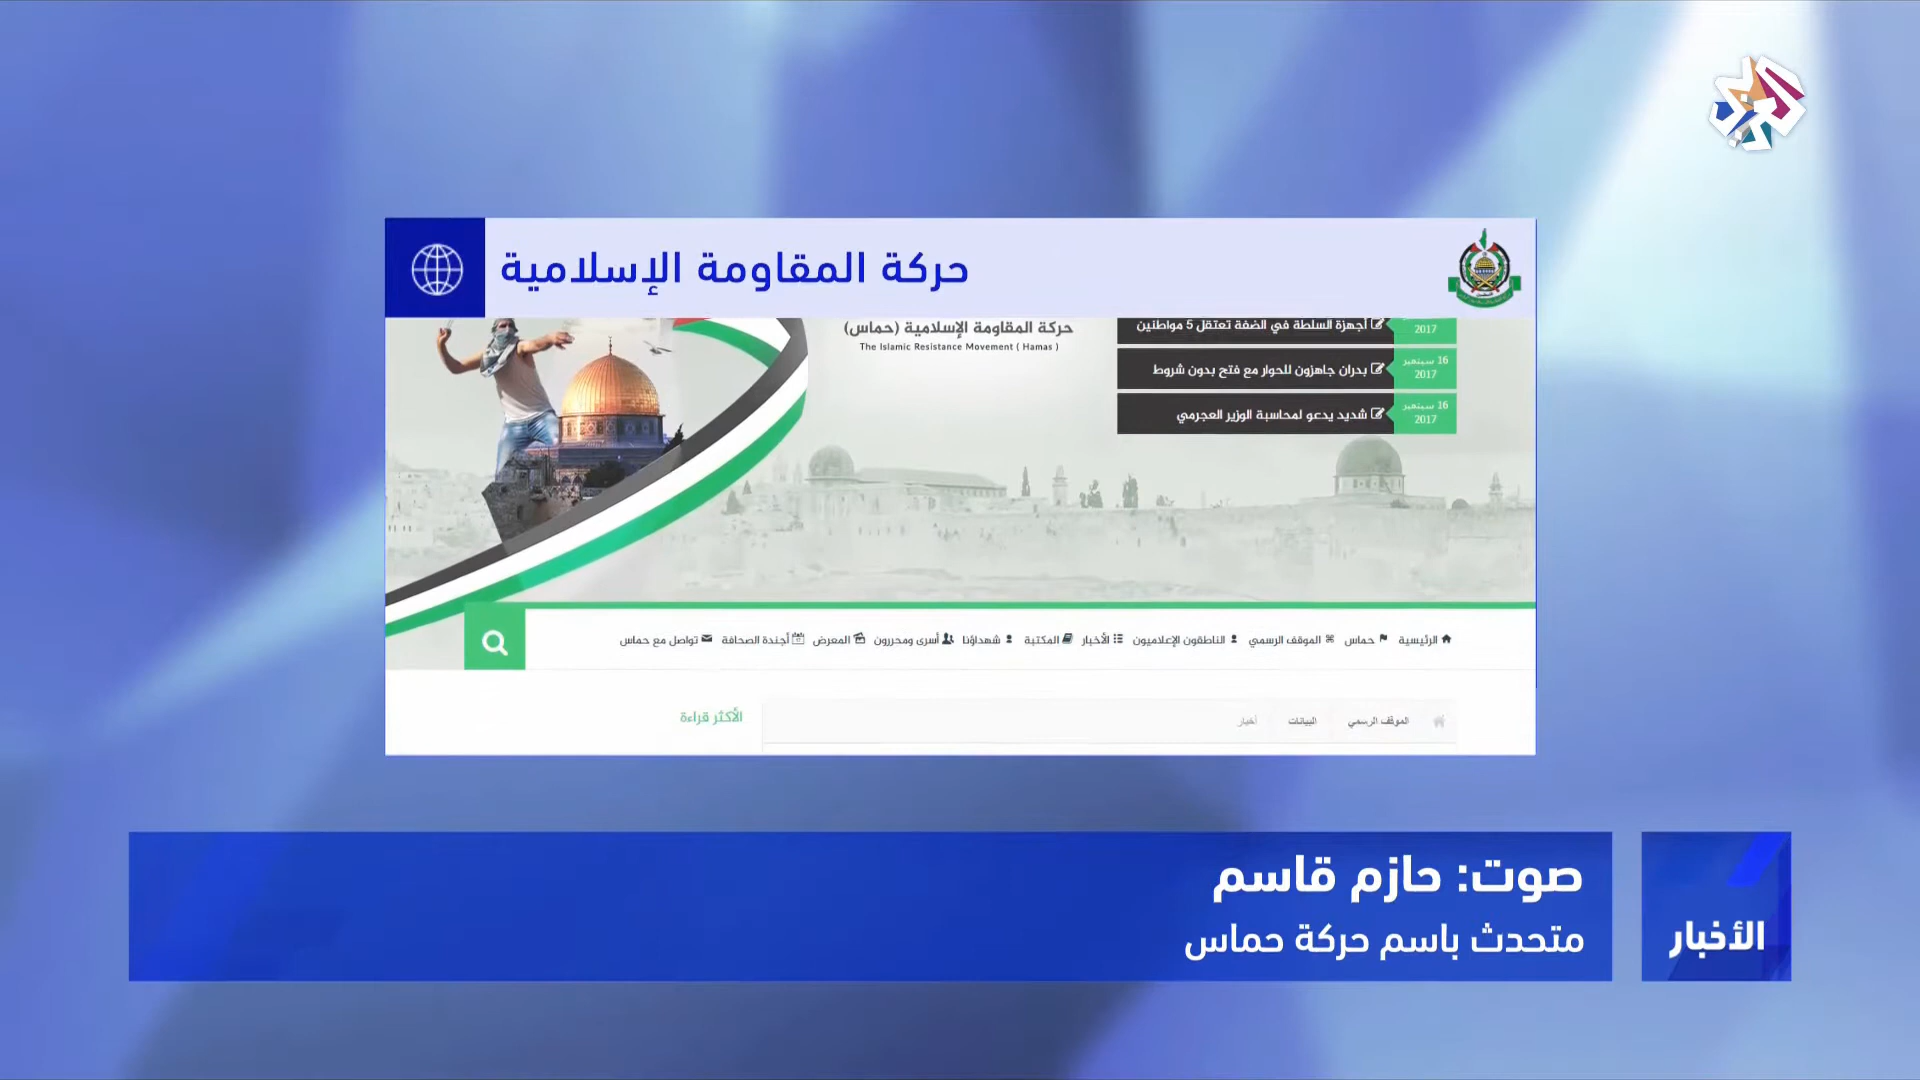 حركة المقاومة الإسلامية
حركة المقاومة الإسلامية (حماس)
The Islamic Resistance Movement ( Hamas )
أجهزة السلطة في الضفة تعتقل 5 مواطنين
2017
بدران جاهزون للحوار مع فتح بدون شروط
16 سبتمبر
2017
شديد يدعو لمحاسبة الوزير العجرمي
16 سبتمبر
2017
الرئيسية حماس الموقف الرسمي الناطقون الإعلاميون الأخبار المكتبة شهداؤنا أسرى ومحررون المعرض أجندة الصحافة تواصل مع حماس
الموقف الرسمي البيانات أخبار
الأكثر قراءة
صوت: حازم قاسم
متحدث باسم حركة حماس
الأخبار